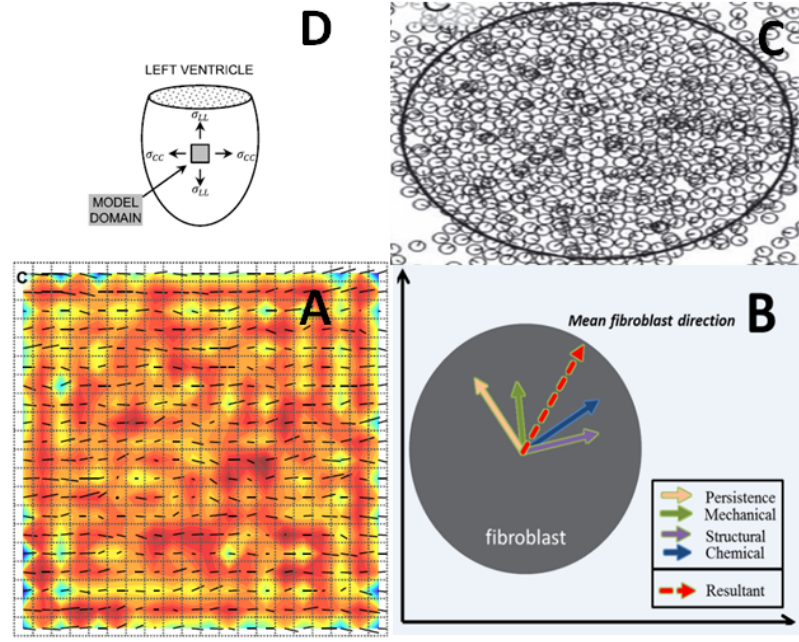 D
LEFT VENTRICLE
σLL
σCC
σCC
σLL
MODEL
DOMAIN
C
C
c
A
B
Mean fibroblast direction
fibroblast
Persistence
Mechanical
Structural
Chemical
Resultant